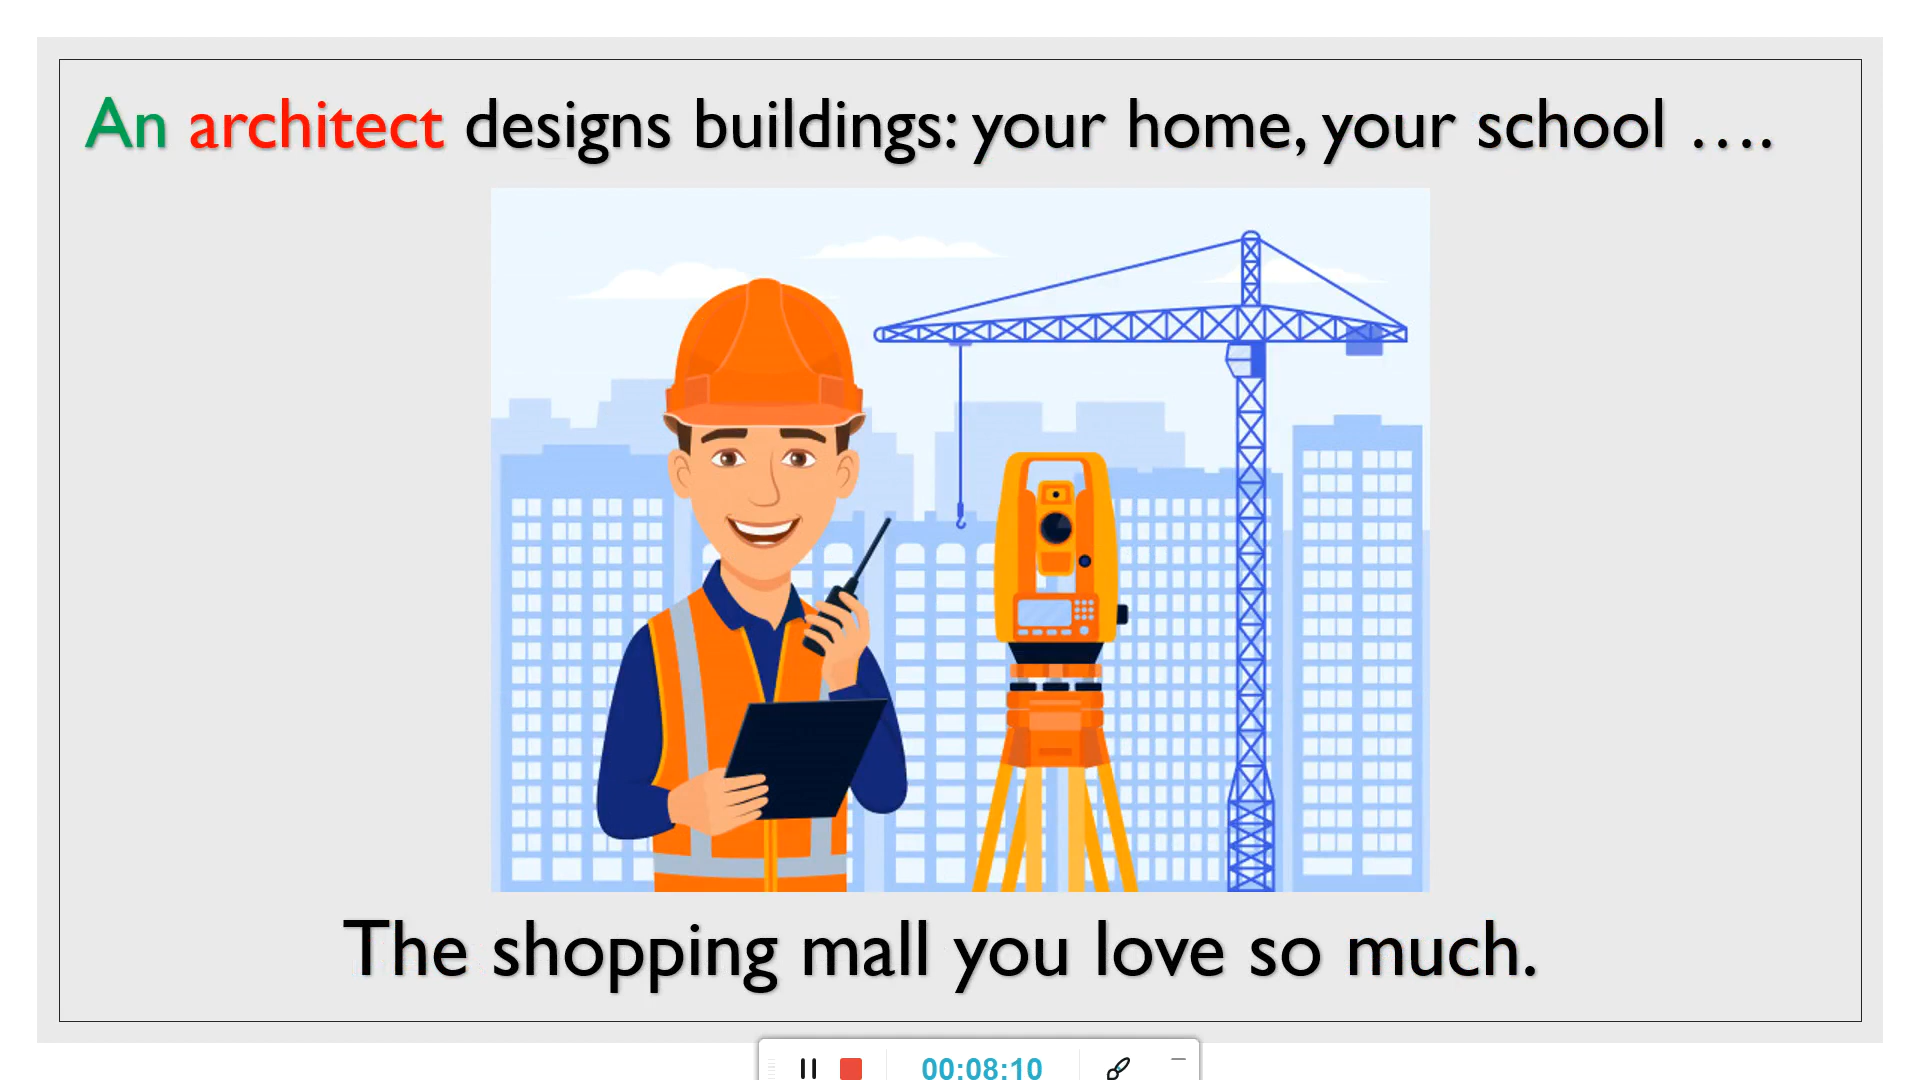 An architect designs buildings: your home, your school ….
The shopping mall you love so much.
00:08:10